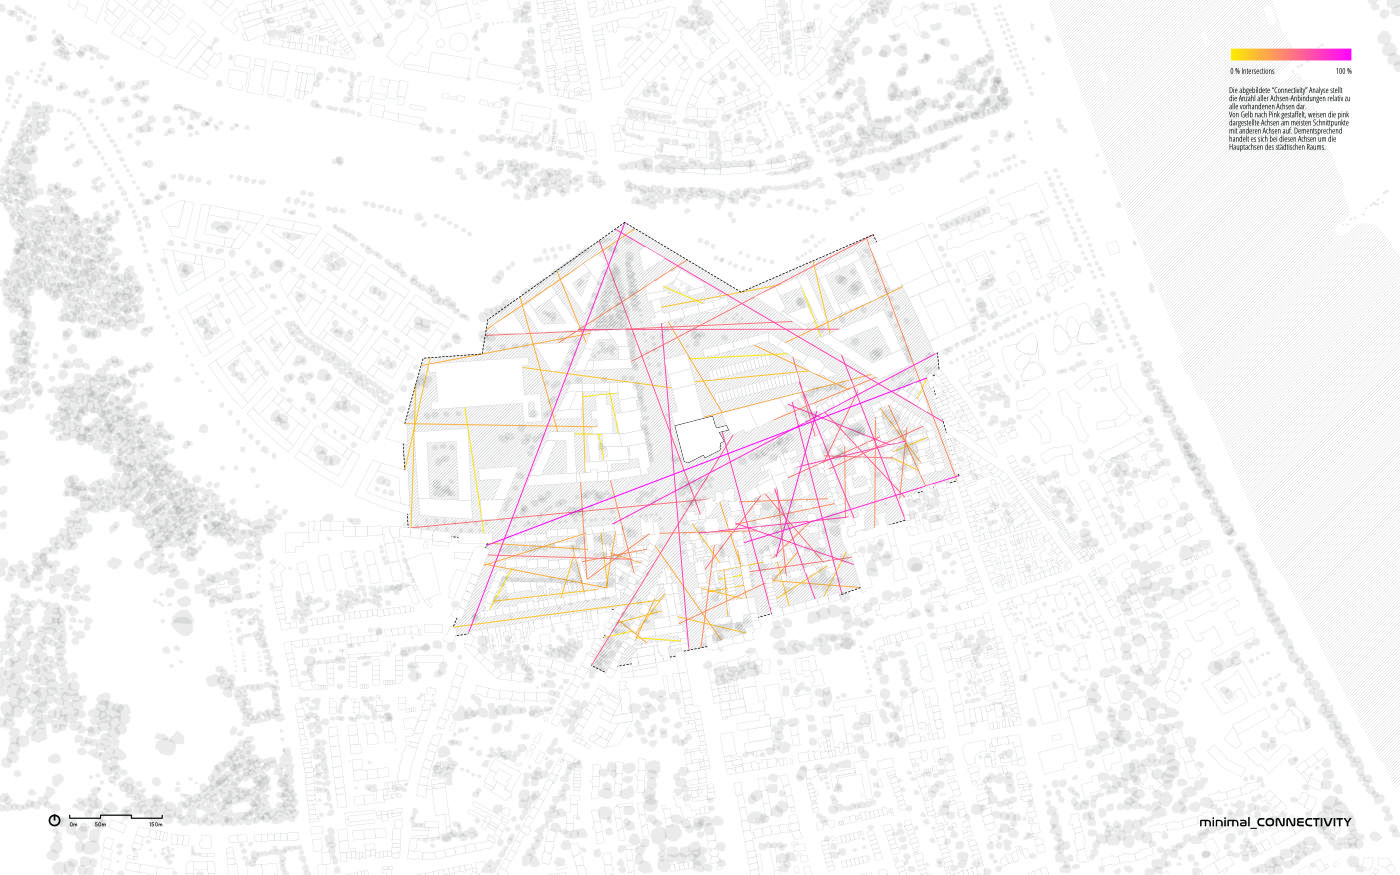 0 % Intersections 100 %
Die abgebildete "Connectivity" Analyse stellt
die Anzahl aller Achsen-Anbindungen relativ zu
alle vorhandenen Achsen dar.
Von Gelb nach Pink gestaffelt, weisen die pink
dargestellte Achsen am meisten Schnittpunkte
mit anderen Achsen auf. Dementsprechend
handelt es sich bei diesen Achsen um die
Hauptachsen des städtischen Raums.
0m 50m 150m
minimal_CONNECTIVITY